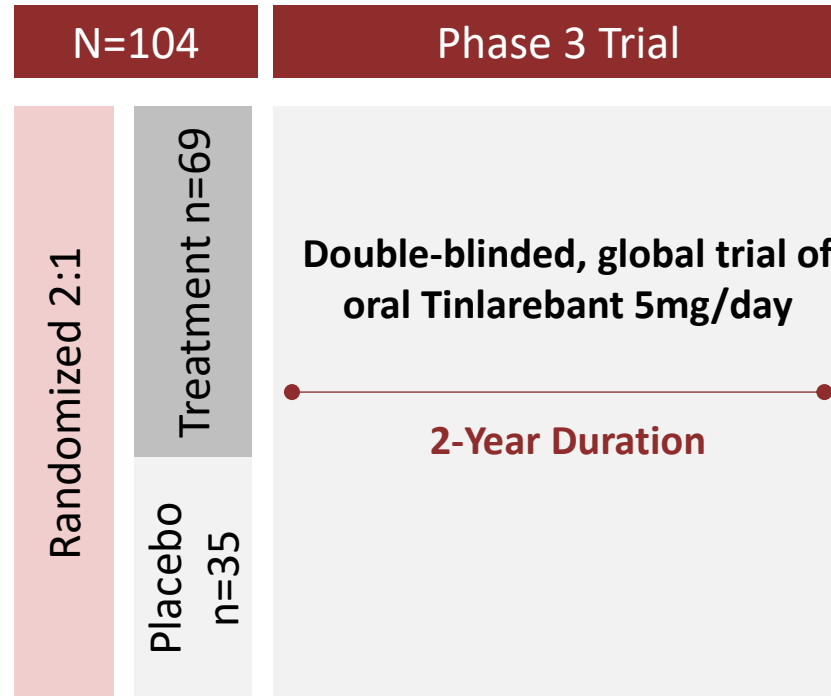 N=104
Phase 3 Trial
Randomized 2:1
Treatment n=69
Placebo
n=35
Double-blinded, global trial of
oral Tinlarebant 5mg/day
2-Year Duration